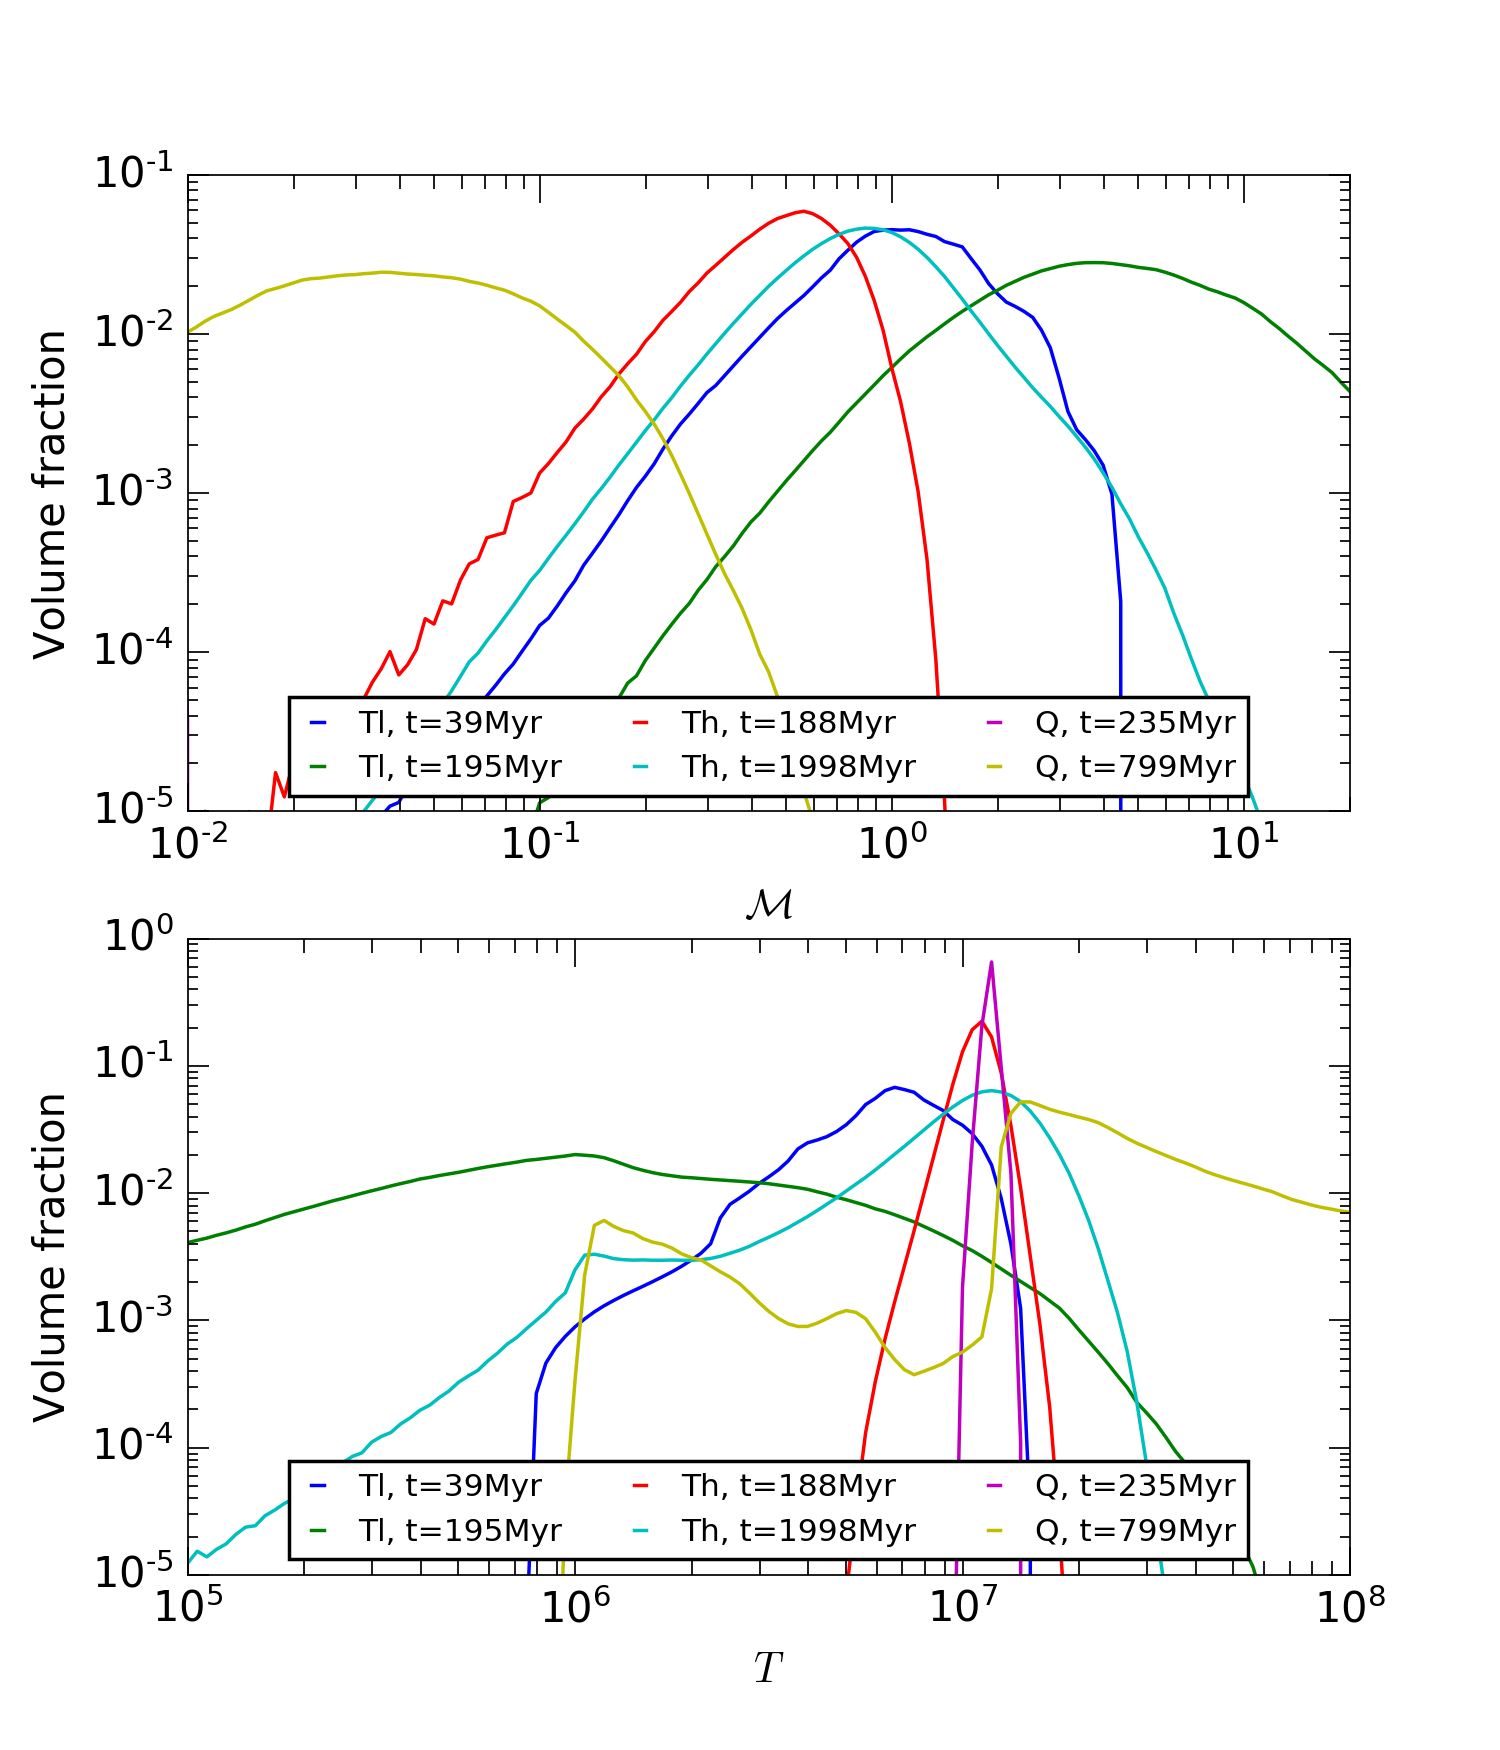 10^-1
10^-2
10^-3
10^-4
10^-5
Volume fraction
Tl, t=39Myr Th, t=188Myr Q, t=235Myr
Tl, t=195Myr Th, t=1998Myr Q, t=799Myr
10^-2 10^-1 10^0 10^1
ℳ
10^0
10^-1
10^-2
10^-3
10^-4
10^-5
Volume fraction
Tl, t=39Myr Th, t=188Myr Q, t=235Myr
Tl, t=195Myr Th, t=1998Myr Q, t=799Myr
10^5 10^6 10^7 10^8
T